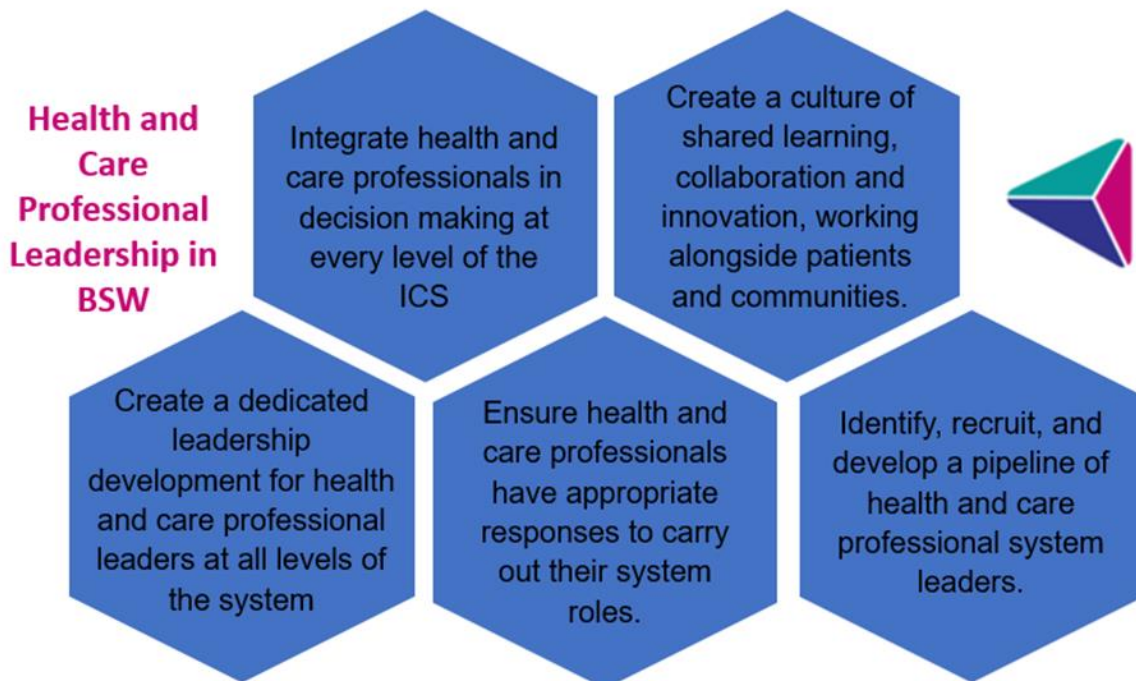 Health and
Care
Professional
Leadership in
BSW
Integrate health and
care professionals in
decision making at
every level of the
ICS
Create a culture of
shared learning,
collaboration and
innovation, working
alongside patients
and communities.
Create a dedicated
leadership
development for health
and care professional
leaders at all levels of
the system
Ensure health and
care professionals
have appropriate
responses to carry
out their system
roles.
Identify, recruit, and
develop a pipeline of
health and care
professional system
leaders.